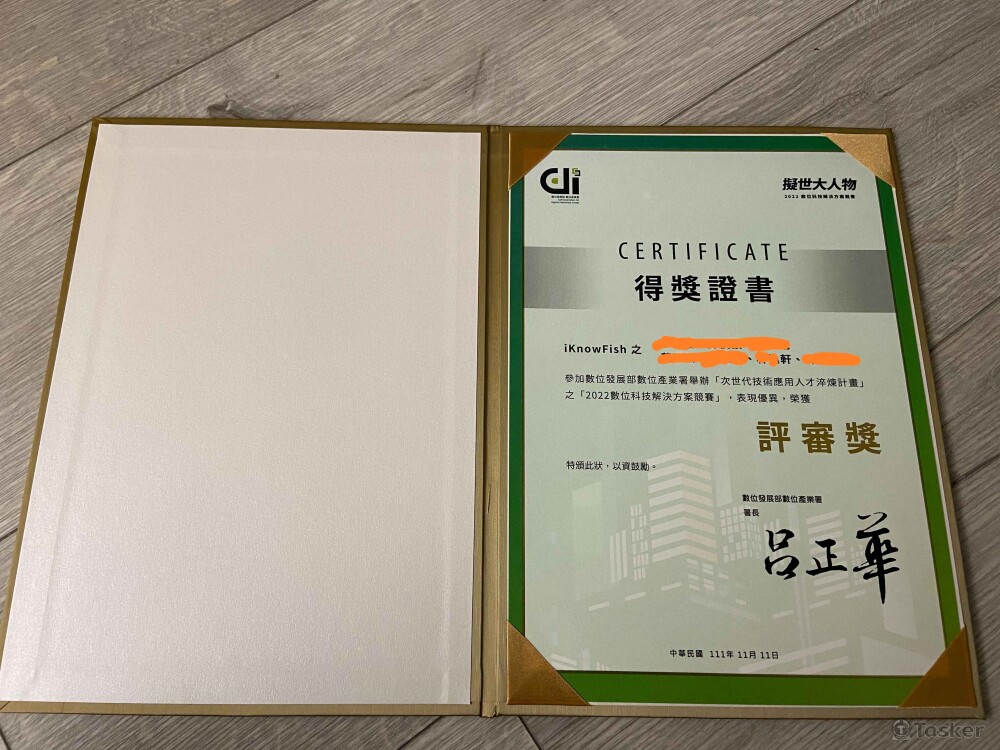 擬世大人物
2022 數位科技解決方案競賽
CERTIFICATE
得獎證書
iKnowFish 之
軒、
參加數位發展部數位產業署舉辦「次世代技術應用人才淬煉計畫」
之「2022數位科技解決方案競賽」，表現優異，榮獲
評審獎
特頒此狀，以資鼓勵。
數位發展部數位產業署
署長
呂正華
中華民國 111年 11月 11日
Tasker